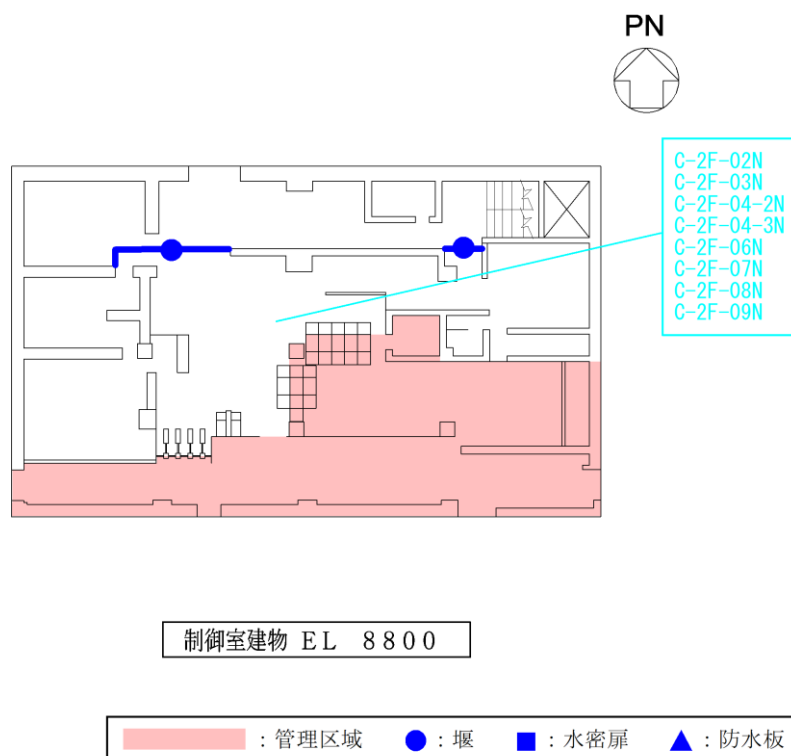 PN
C-2F-02N
C-2F-03N
C-2F-04-2N
C-2F-04-3N
C-2F-06N
C-2F-07N
C-2F-08N
C-2F-09N
制御室建物 EL 8800
：管理区域 ：堰 ：水密扉 ：防水板